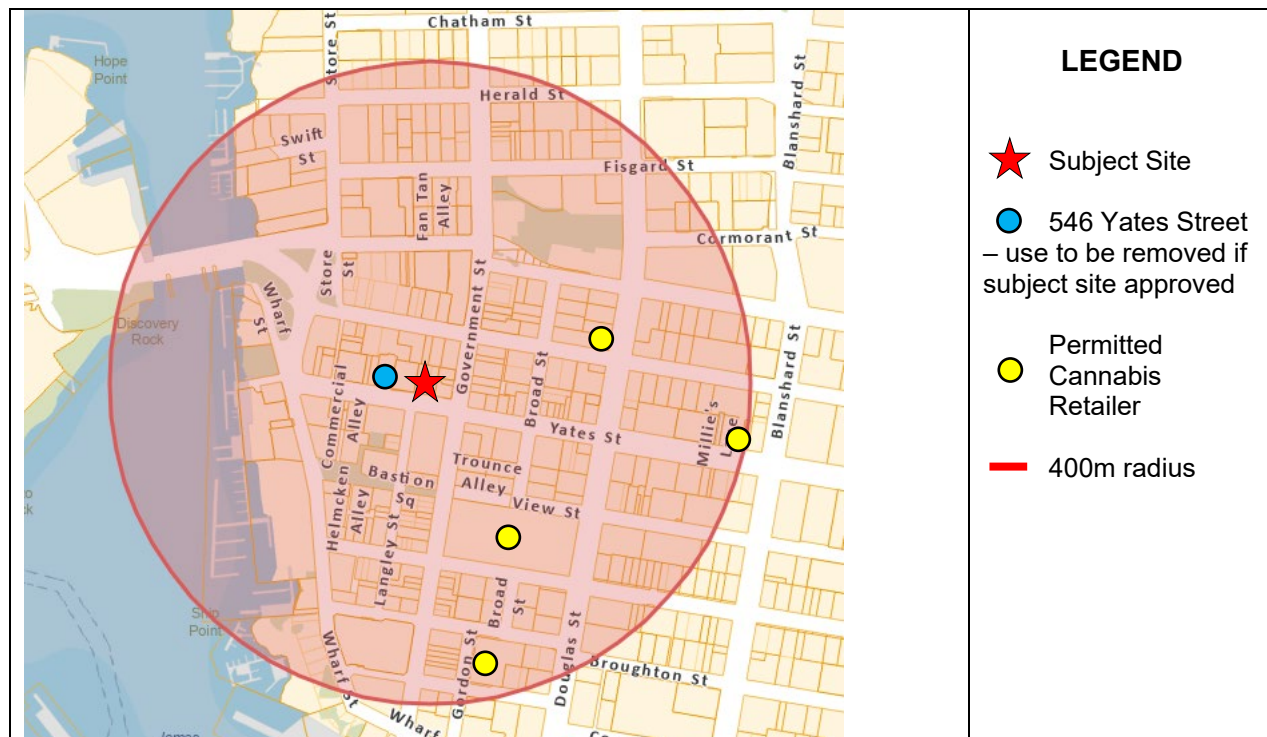 Chatham St
Store St
Hope
Point
Herald St
Blanshard St
Swift
St
Fisgard St
Fan Tan
Alley
Cormorant St
Store
St
Wharf
St
Government St
Discovery
Rock
Broad St
Blanshard St
Commercial
Alley
Yates St
Millie's
Bastion
Sq
Trounce
Alley
View St
Helmcken
Alley
Langley St
Broad
St
Ship
Point
Wharf St
Gordon St
Douglas St
Broughton St
Wharf
LEGEND
Subject Site
546 Yates Street
– use to be removed if
subject site approved
Permitted
Cannabis
Retailer
400m radius